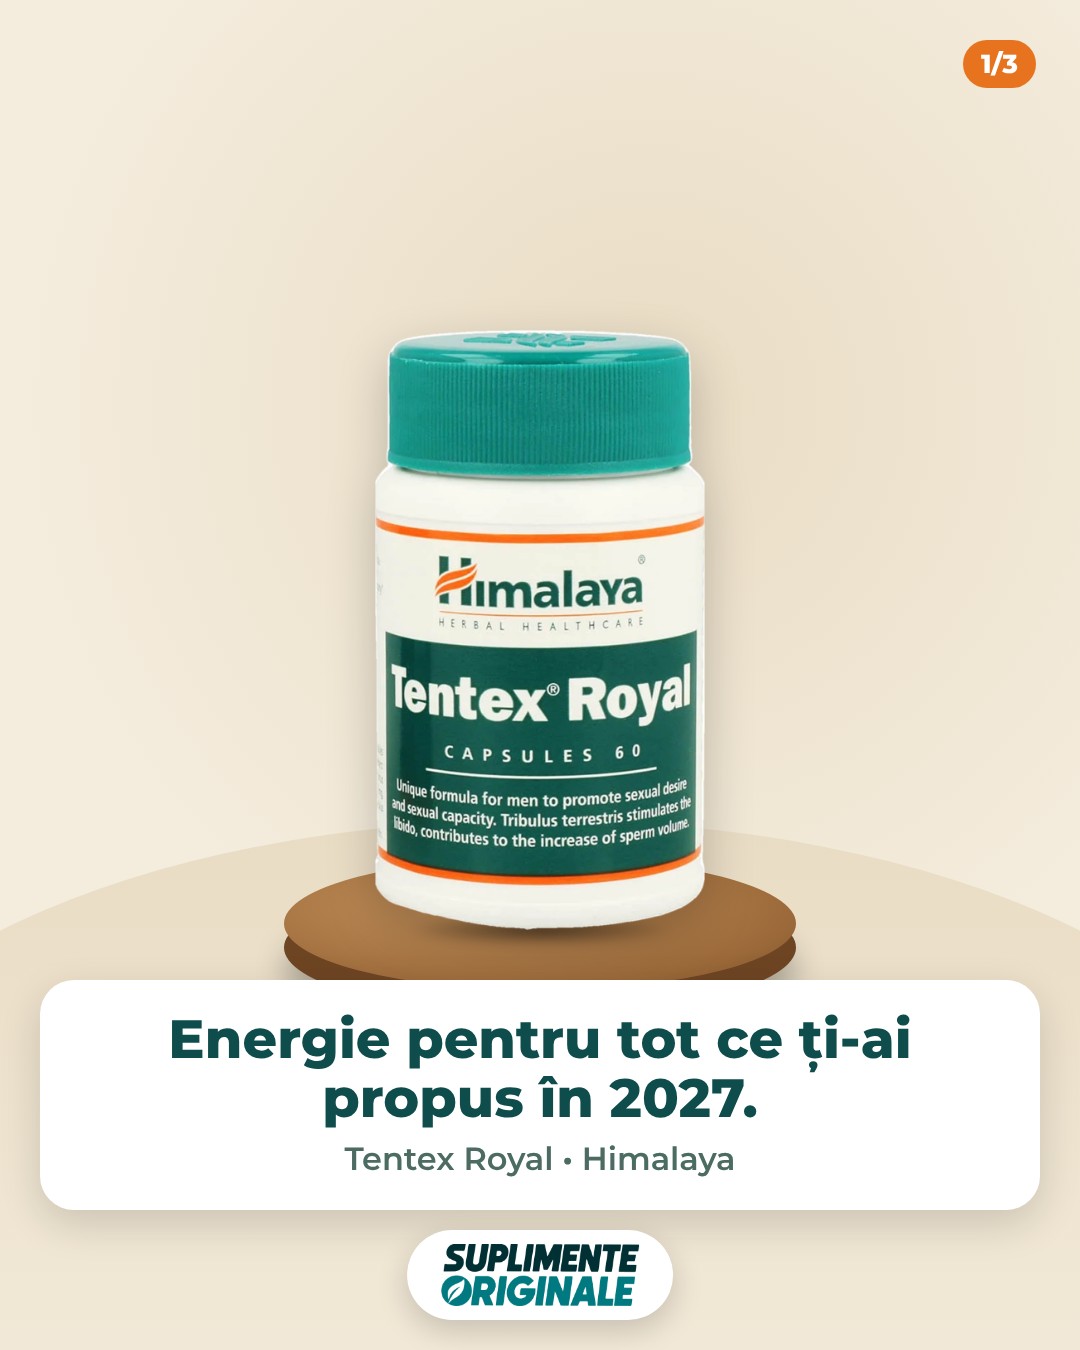 1/3
Himalaya®
HERBAL HEALTHCARE
Tentex® Royal
CAPSULES 60
Unique formula for men to promote sexual desire
and sexual capacity. Tribulus terrestris stimulates the
libido, contributes to the increase of sperm volume.
Energie pentru tot ce ți-ai
propus în 2027.
Tentex Royal • Himalaya
SUPLIMENTE
ORIGINALE